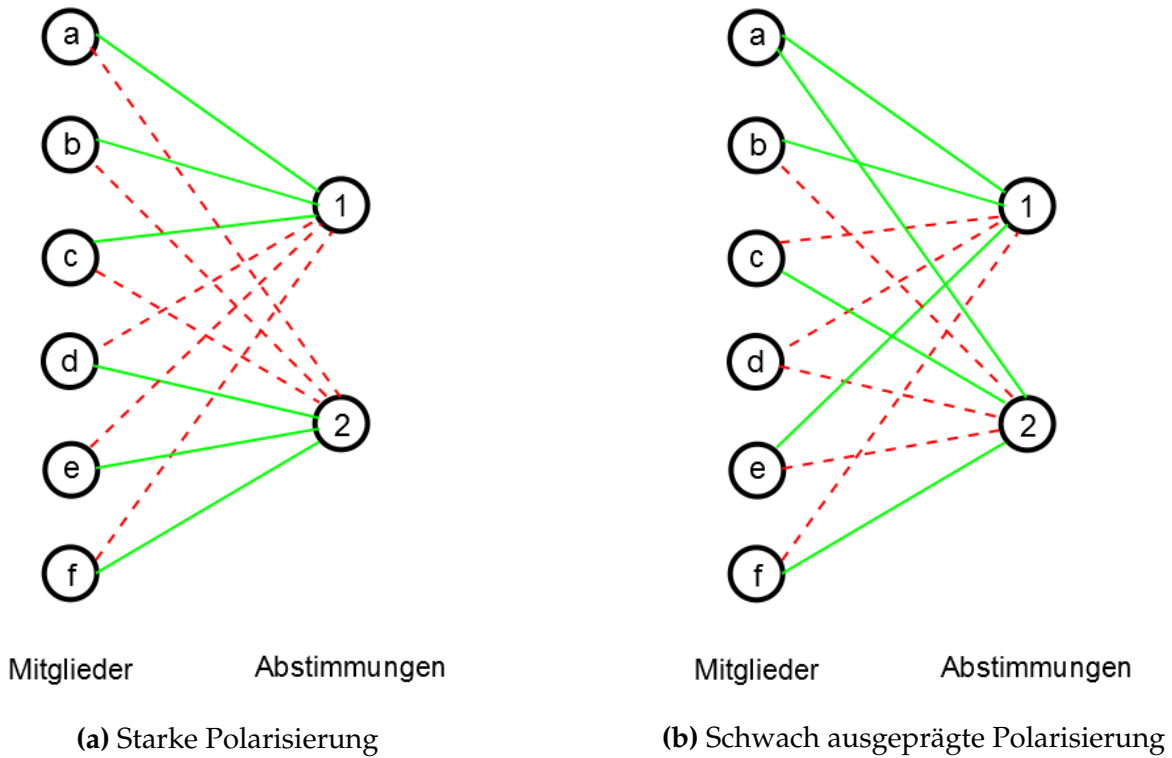 a
b
c
d
e
f
1
2
Mitglieder
Abstimmungen
(a) Starke Polarisierung
a
b
c
d
e
f
1
2
Mitglieder
Abstimmungen
(b) Schwach ausgeprägte Polarisierung